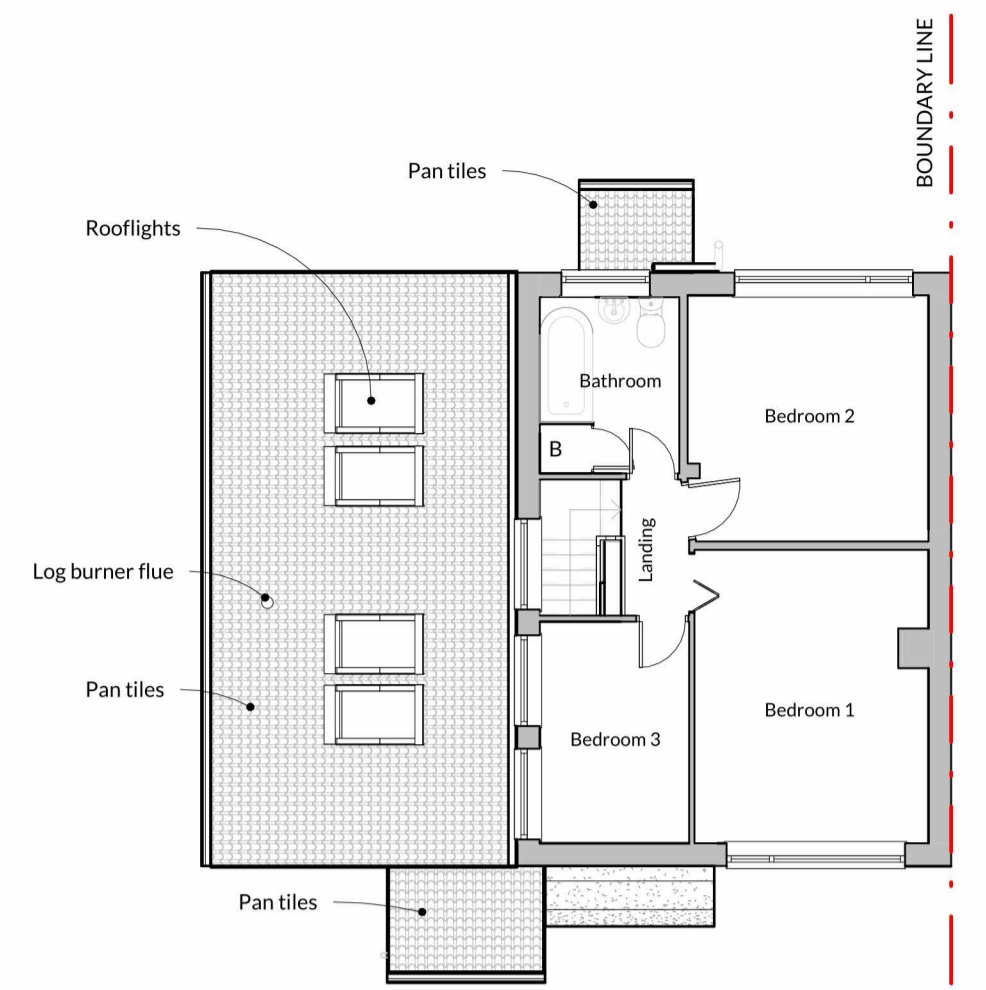 BOUNDARY LINE
Pan tiles
Rooflights
Bathroom
Bedroom 2
B
Landing
Log burner flue
Pan tiles
Bedroom 1
Bedroom 3
Pan tiles